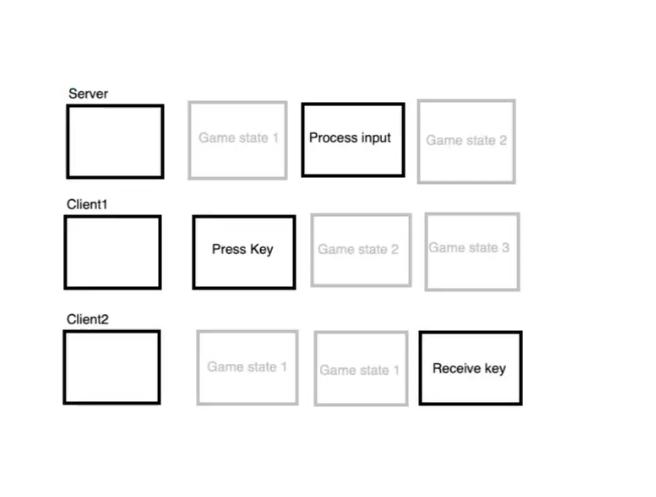 Server
Game state 1
Process input
Game state 2
Client1
Press Key
Game state 2
Game state 3
Client2
Game state 1
Game state 1
Receive key